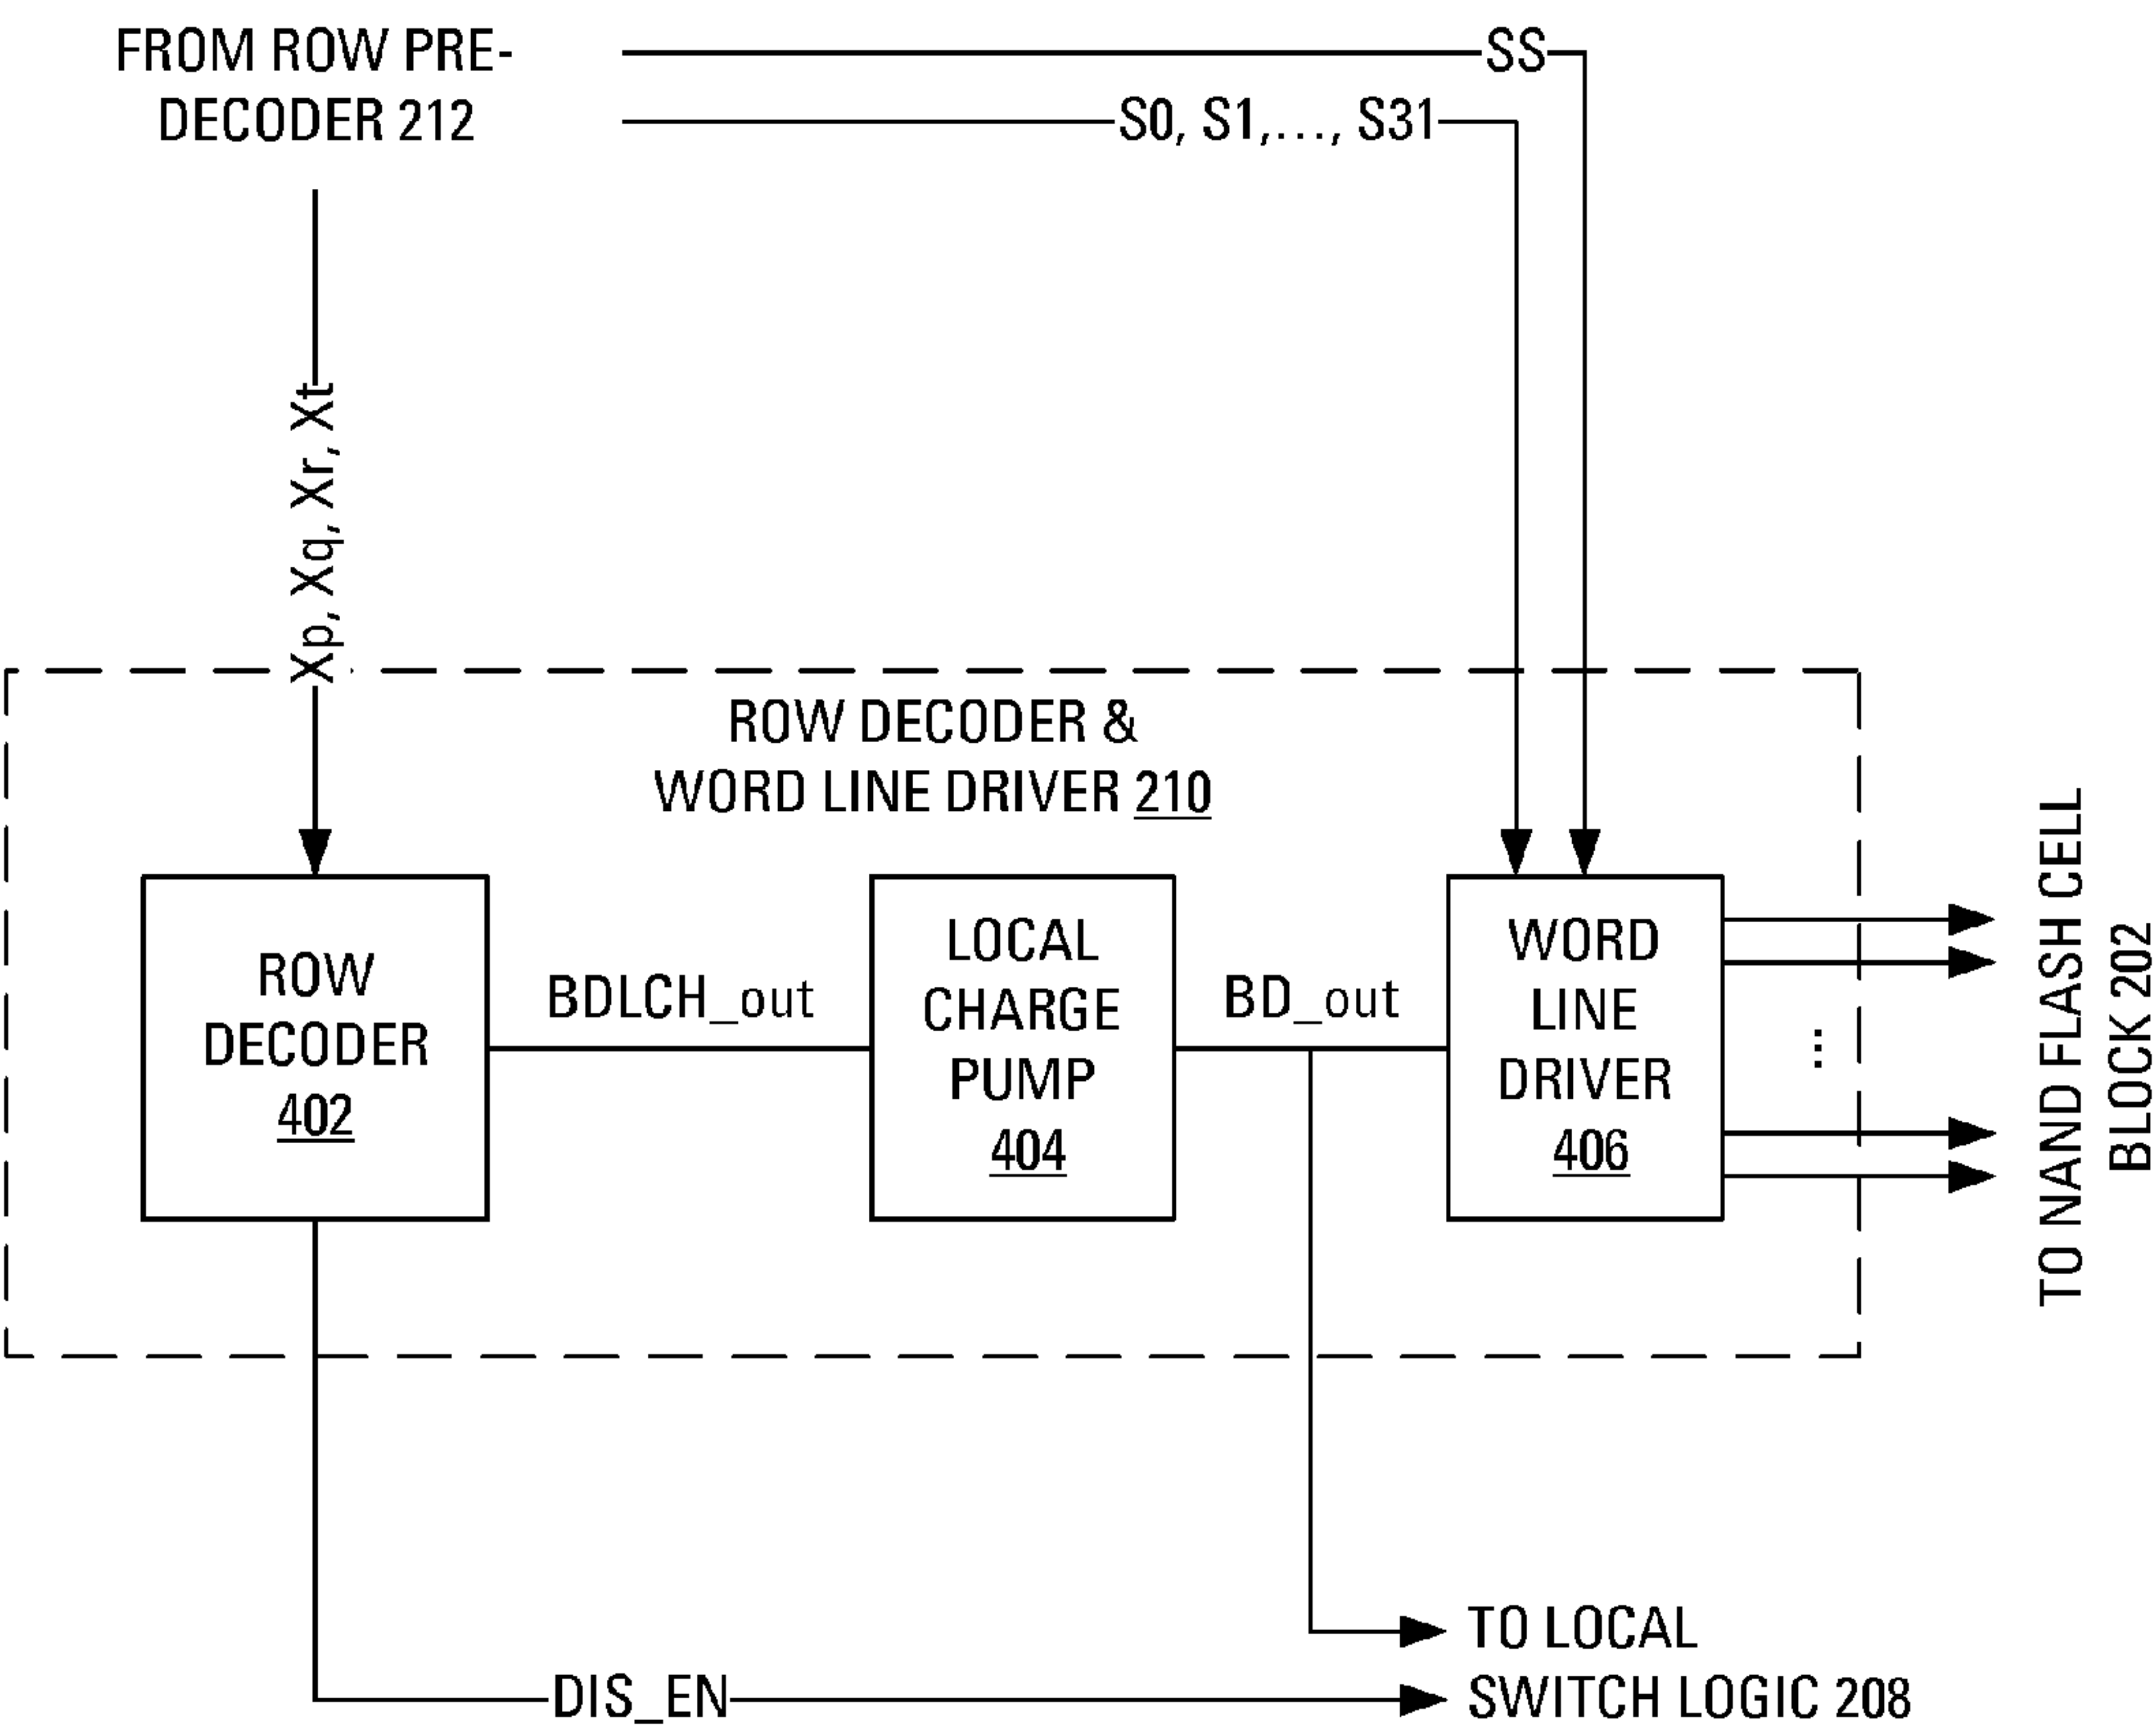 FROM ROW PRE-
DECODER 212
SS
S0, S1,..., S31
Xp, Xq, Xr, Xt
ROW DECODER &
WORD LINE DRIVER 210
ROW
DECODER
402
BDLCH_out
LOCAL
CHARGE
PUMP
404
BD_out
WORD
LINE
DRIVER
406
...
TO NAND FLASH CELL
BLOCK 202
TO LOCAL
SWITCH LOGIC 208
DIS_EN